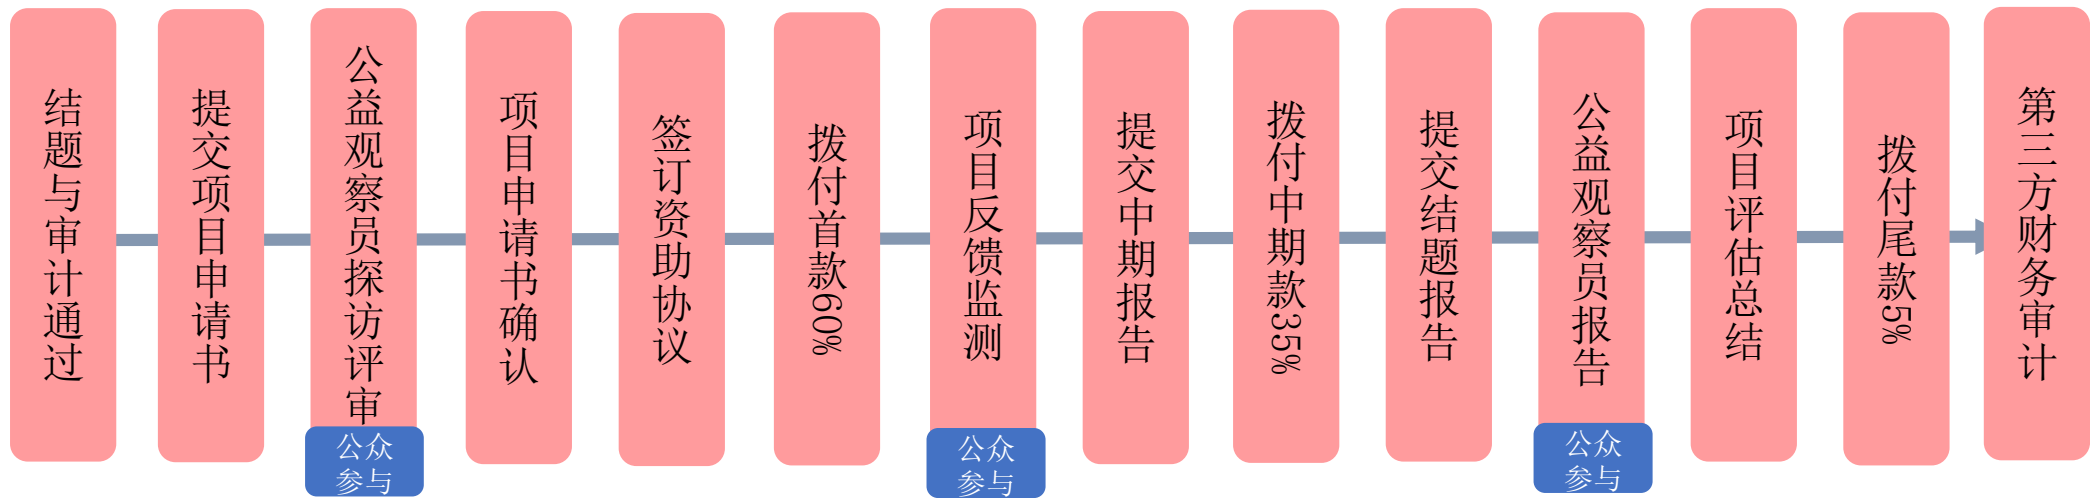 结题与审计通过
提交项目申请书
公益观察员探访评审
公众
参与
项目申请书确认
签订资助协议
拨付首款60%
项目反馈监测
公众
参与
提交中期报告
拨付中期款35%
提交结题报告
公益观察员报告
公众
参与
项目评估总结
拨付尾款5%
第三方财务审计